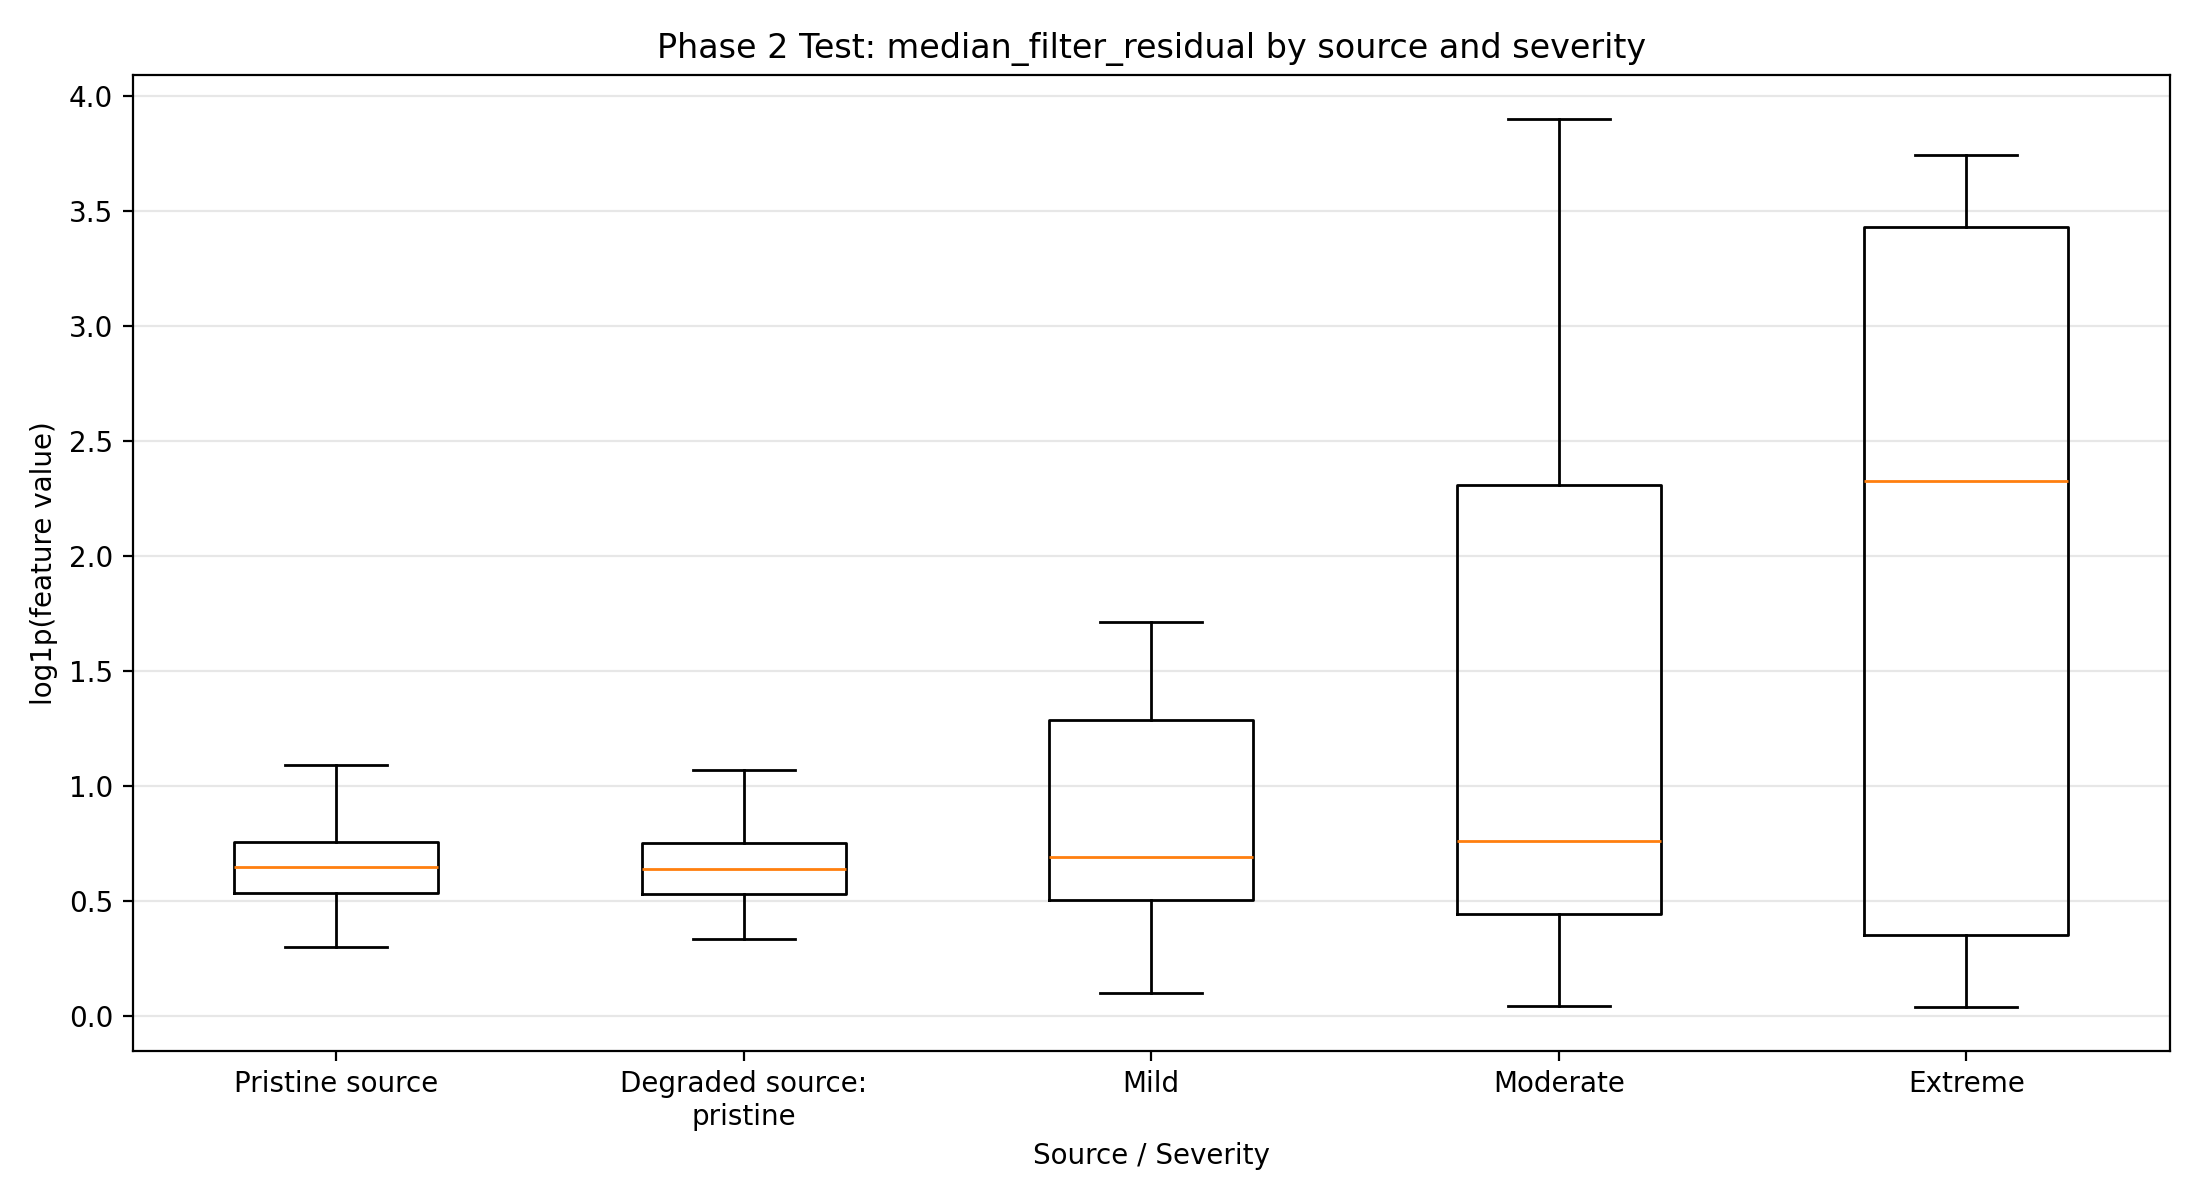 Phase 2 Test: median_filter_residual by source and severity
log1p(feature value)
4.0
3.5
3.0
2.5
2.0
1.5
1.0
0.5
0.0
Pristine source
Degraded source:
pristine
Mild
Moderate
Extreme
Source / Severity